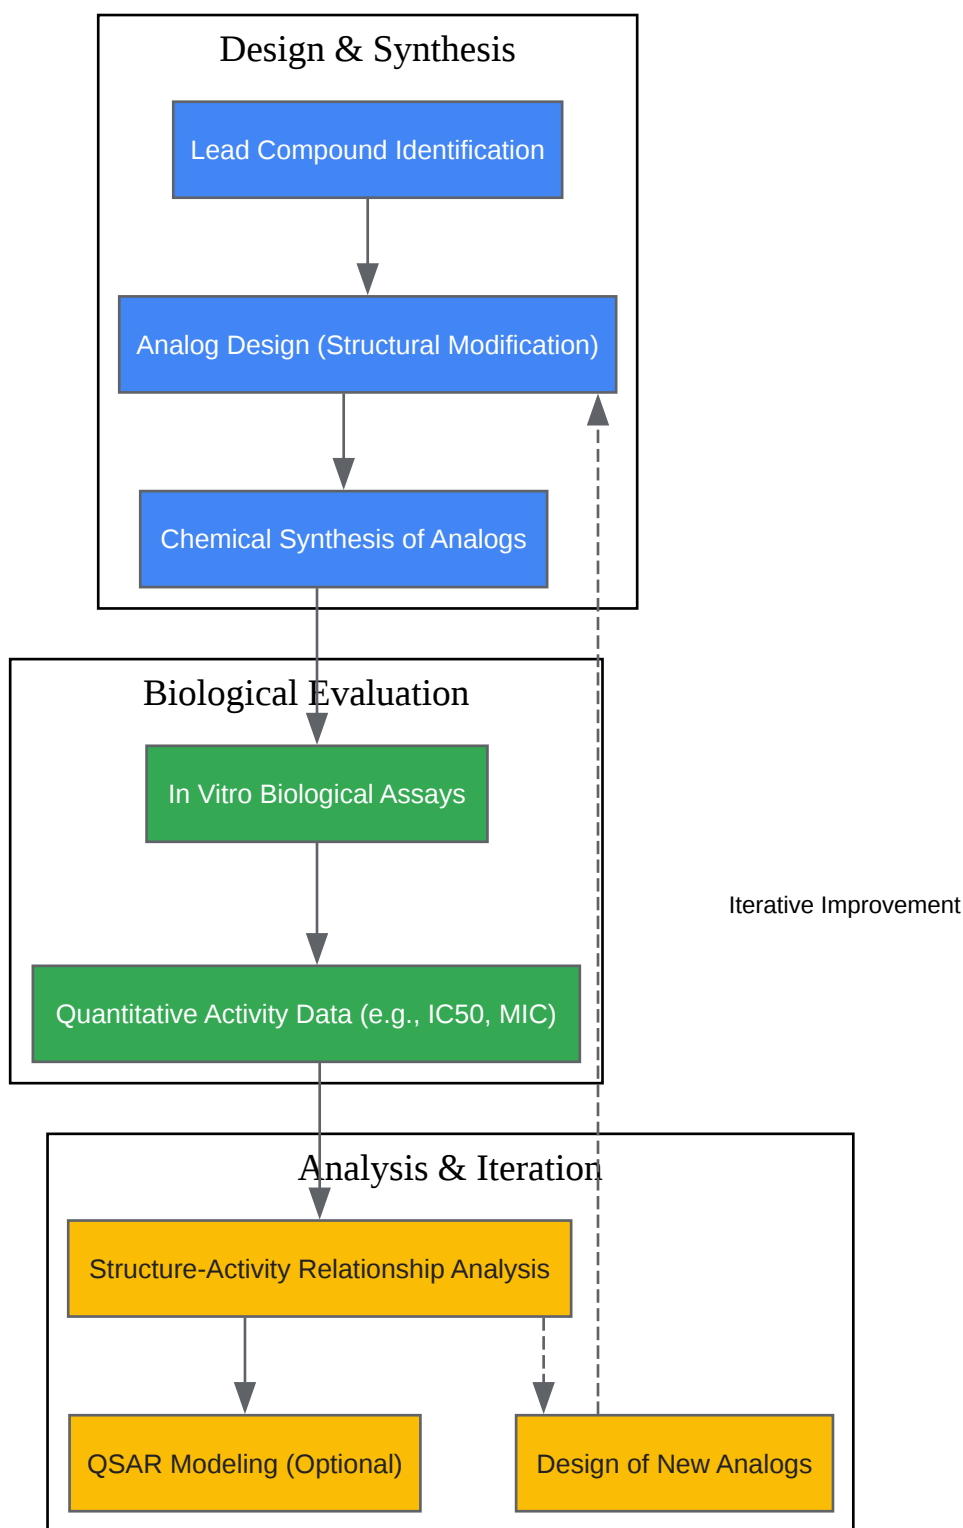 Design & Synthesis
Lead Compound Identification
Analog Design (Structural Modification)
Chemical Synthesis of Analogs
Biological Evaluation
In Vitro Biological Assays
Iterative Improvement
Quantitative Activity Data (e.g., IC50, MIC)
Analysis & Iteration
Structure-Activity Relationship Analysis
QSAR Modeling (Optional)
Design of New Analogs